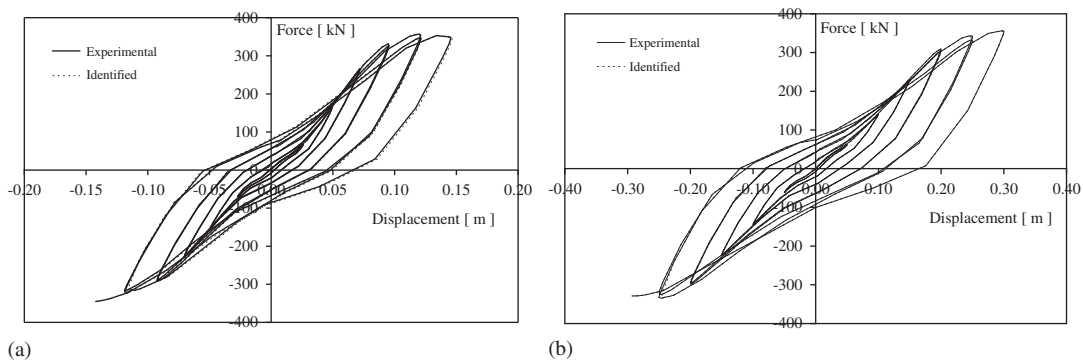 400
Force [ kN ]
300
Experimental
200
Identified
100
0
-0.20 -0.15 -0.10 -0.05 0.00 0.05 0.10 0.15 0.20
-100
Displacement [ m ]
-200
-300
-400
(a)
400
Force [ kN ]
300
Experimental
200
Identified
100
0
-0.40 -0.30 -0.20 -0.10 0.00 0.10 0.20 0.30 0.40
-100
Displacement [ m ]
-200
-300
-400
(b)